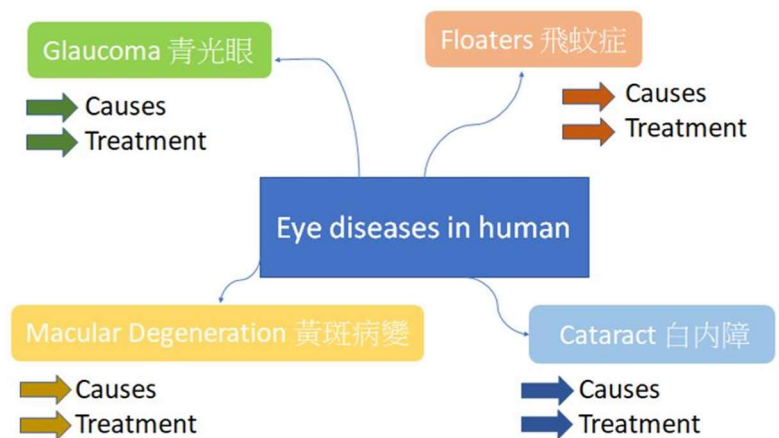 Glaucoma 青光眼
Causes
Treatment
Floaters 飛蚊症
Causes
Treatment
Eye diseases in human
Macular Degeneration 黃斑病變
Causes
Treatment
Cataract 白內障
Causes
Treatment